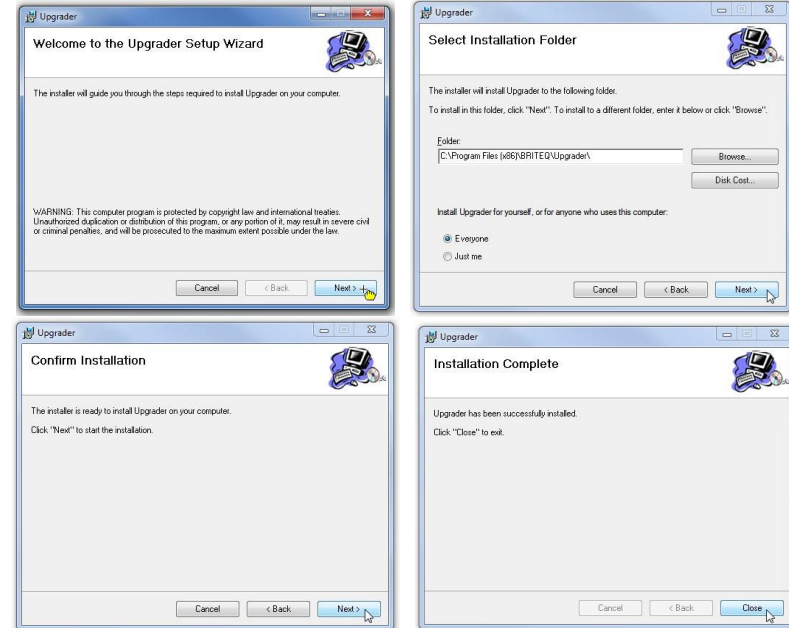 Upgrader
Welcome to the Upgrader Setup Wizard
The installer will guide you through the steps required to install Upgrader on your computer.
WARNING: This computer program is protected by copyright law and international treaties.
Unauthorized duplication or distribution of this program, or any portion of it, may result in severe civil
or criminal penalties, and will be prosecuted to the maximum extent possible under the law.
Cancel < Back Next >
Upgrader
Select Installation Folder
The installer will install Upgrader to the following folder.
To install in this folder, click "Next". To install to a different folder, enter it below or click "Browse".
Folder:
C:\Program Files (x86)\BRITEQ\Upgrader\ Browse...
Disk Cost...
Install Upgrader for yourself, or for anyone who uses this computer:
Everyone
Just me
Cancel < Back Next >
Upgrader
Confirm Installation
The installer is ready to install Upgrader on your computer.
Click "Next" to start the installation.
Cancel < Back Next >
Upgrader
Installation Complete
Upgrader has been successfully installed.
Click "Close" to exit.
Cancel < Back Close